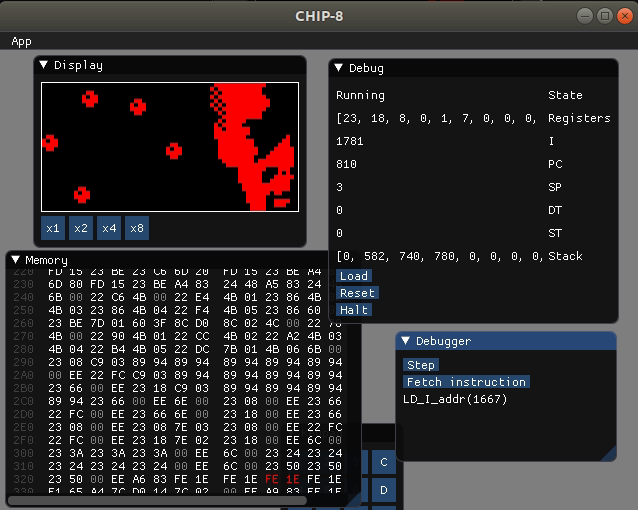 CHIP-8
App
Display
x1 x2 x4 x8
Debug
Running State
[23, 18, 8, 0, 1, 7, 0, 0, 0, Registers
1781 I
810 PC
3 SP
0 DT
0 ST
[0, 582, 740, 780, 0, 0, 0, 0, Stack
Load
Reset
Halt
Memory
220 FD 15 23 BE 23 C6 6D 20 FD 15 23 BE A4
230 6D 80 FD 15 23 BE A4 83 24 48 A5 83 24
240 6B 00 22 C6 4B 00 22 E4 4B 01 23 86 4B
250 4B 03 23 86 4B 04 22 F4 4B 05 23 86 60
260 23 BE 7D 01 60 3F 8C D0 8C 02 4C 00 22
270 4B 00 22 90 4B 01 22 CC 4B 02 22 A2 4B 03
280 4B 04 22 B4 4B 05 22 DC 7B 01 4B 06 6B 00
290 23 08 C9 03 89 94 89 94 89 94 89 94 89 94
2A0 00 EE 22 FC C9 03 89 94 89 94 89 94 89 94
2B0 23 66 00 EE 23 18 C9 03 89 94 89 94 89 94
2C0 89 94 23 66 00 EE 23 08 00 EE 23 66
2D0 22 FC 00 EE 23 66 6E 00 23 18 00 EE 23 66
2E0 23 08 00 EE 23 08 7E 03 23 08 00 EE 22 FC
2F0 22 FC 00 EE 23 18 7E 02 23 18 00 EE 6C 00
300 23 3A 23 3A 23 3A 00 EE 6C 00 23 24 23 24
310 23 24 23 24 23 24 00 EE 6C 00 23 50 23 50
320 23 50 00 EE A6 83 FE 1E FE 1E FE 1E FE 1E
330 F1 65 A4 7C D0 14 7C 02 00 EE A9 83 FE 1E
Debugger
Step
Fetch instruction
LD_I_addr(1667)
C
D